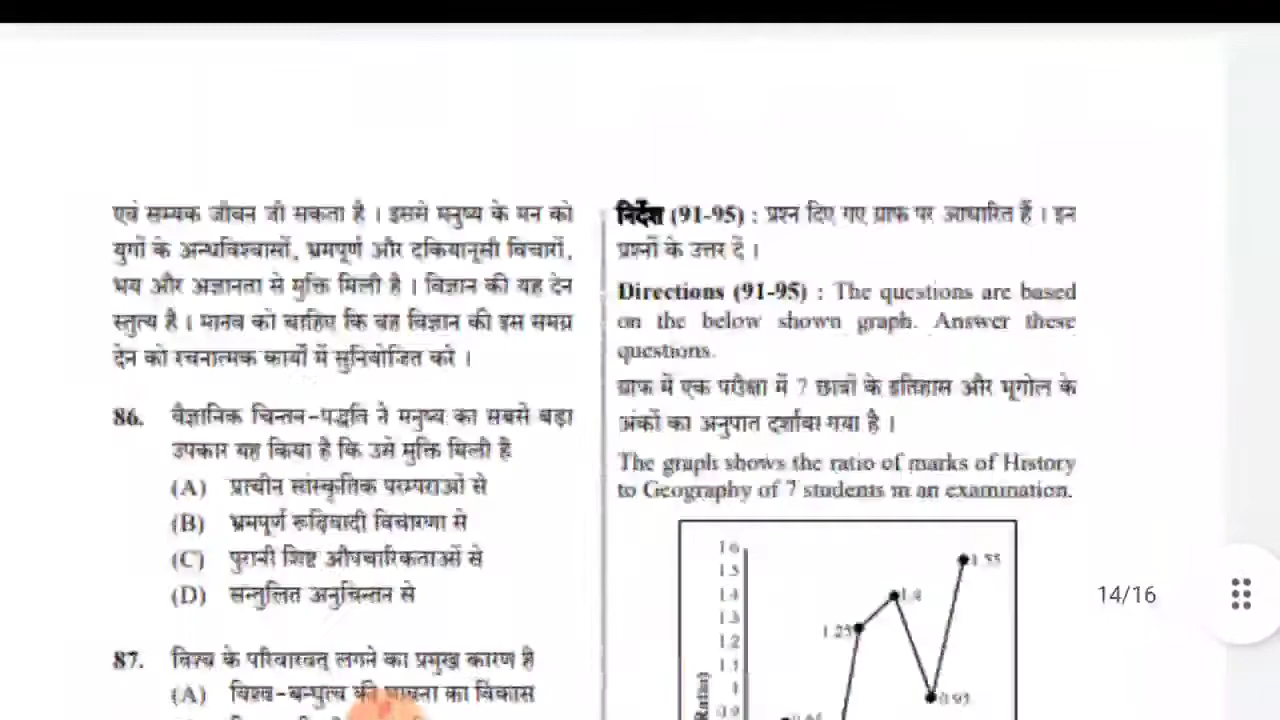 एवं सम्यक जीवन जी सकता है । इससे मनुष्य के मन को
युगों के अन्धविश्वासों, भ्रमपूर्ण और दकियानूसी विचारों,
भय और अज्ञानता से मुक्ति मिली है । विज्ञान की यह देन
स्तुत्य है । मानव को चाहिए कि वह विज्ञान की इस समग्र
देन को रचनात्मक कार्यों में सुनियोजित करे ।
86. वैज्ञानिक चिन्तन-पद्धति ने मनुष्य का सबसे बड़ा
उपकार यह किया है कि उसे मुक्ति मिली है
(A) प्राचीन सांस्कृतिक परम्पराओं से
(B) भ्रमपूर्ण रूढ़िवादी विचारणा से
(C) पुरानी शिष्ट औपचारिकताओं से
(D) सन्तुलित अनुचिन्तन से
87. विश्व के परिवारवत् लगने का प्रमुख कारण है
(A) विश्व-बन्धुत्व की भावना का विकास
निर्देश (91-95) : प्रश्न दिए गए ग्राफ पर आधारित हैं । इन
प्रश्नों के उत्तर दें ।
Directions (91-95) : The questions are based
on the below shown graph. Answer these
questions.
ग्राफ में एक परीक्षा में 7 छात्रों के इतिहास और भूगोल के
अंकों का अनुपात दर्शाया गया है ।
The graph shows the ratio of marks of History
to Geography of 7 students in an examination.
1.6
1.5
1.4
1.3
1.2
1.1
1
0.9
1.55
1.4
1.25
0.95
Ratio)
14/16